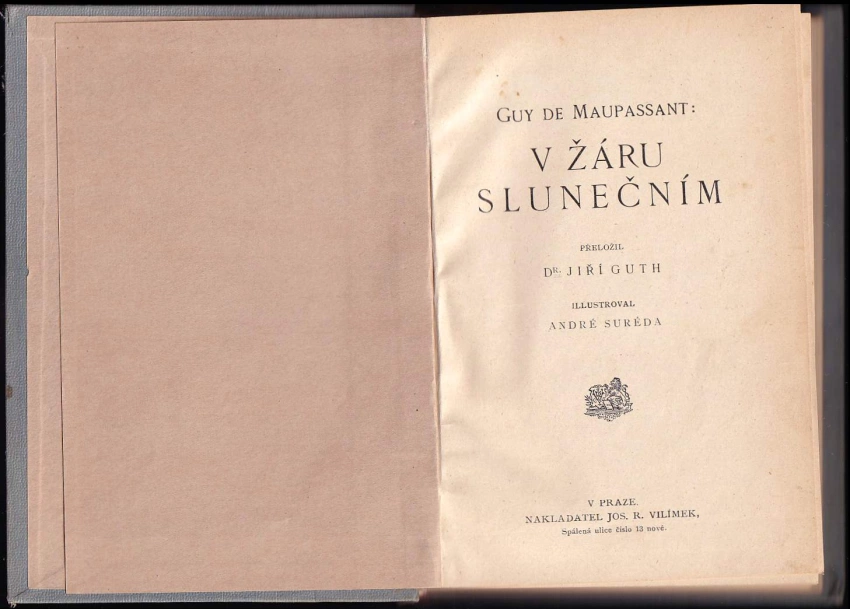 GUY DE MAUPASSANT:
V ŽÁRU
SLUNEČNÍM
PŘELOŽIL
DR. JIŘÍ GUTH
ILLUSTROVAL
ANDRÉ SURÉDA
V PRAZE.
NAKLADATEL JOS. R. VILÍMEK,
Spálená ulice číslo 13 nové.